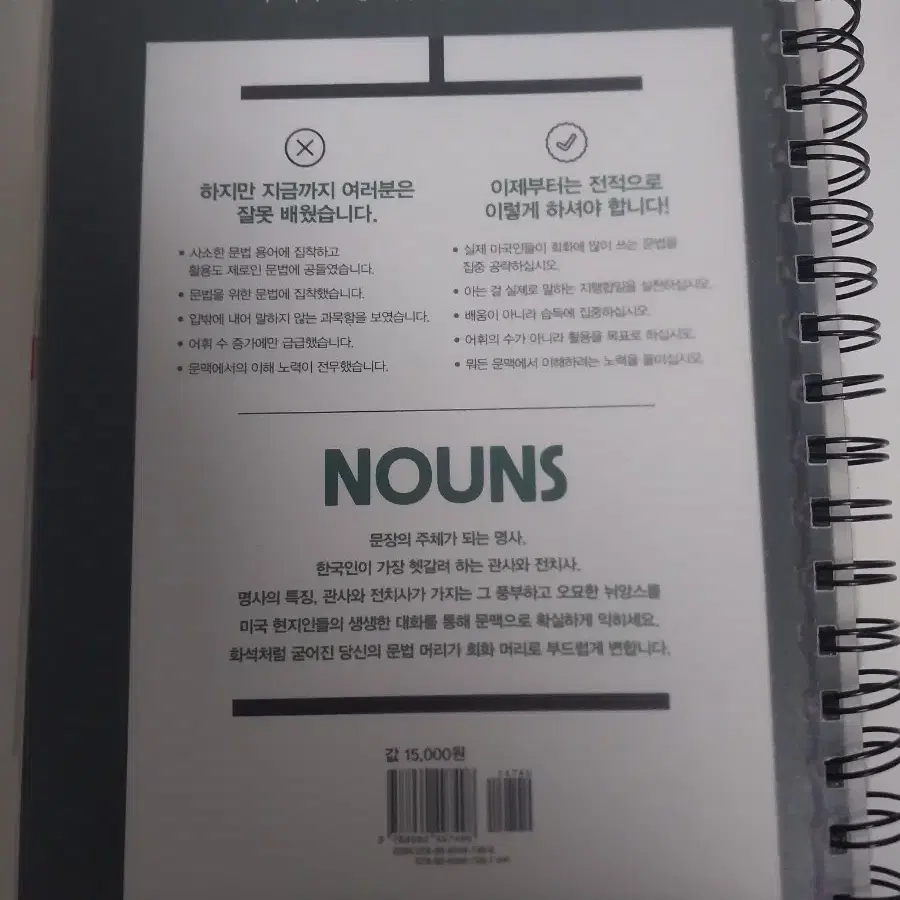 하지만 지금까지 여러분은
잘못 배웠습니다.
• 사소한 문법 용어에 집착하고
활용도 제로인 문법에 공들였습니다.
• 문법을 위한 문법에 집착했습니다.
• 입밖에 내어 말하지 않는 과묵함을 보였습니다.
• 어휘 수 증가에만 급급했습니다.
• 문맥에서의 이해 노력이 전무했습니다.
이제부터는 전적으로
이렇게 하셔야 합니다!
• 실제 미국인들이 회화에 많이 쓰는 문법을
집중 공략하십시오.
• 아는 걸 실제로 말하는 지행합일을 실천하십시오.
• 배움이 아니라 습득에 집중하십시오.
• 어휘의 수가 아니라 활용을 목표로 하십시오.
• 뭐든 문맥에서 이해하려는 노력을 기울이십시오.
NOUNS
문장의 주체가 되는 명사.
한국인이 가장 헷갈려 하는 관사와 전치사.
명사의 특징, 관사와 전치사가 가지는 그 풍부하고 오묘한 뉘앙스를
미국 현지인들의 생생한 대화를 통해 문맥으로 확실하게 익히세요.
화석처럼 굳어진 당신의 문법 머리가 회화 머리로 부드럽게 변합니다.
값 15,000원